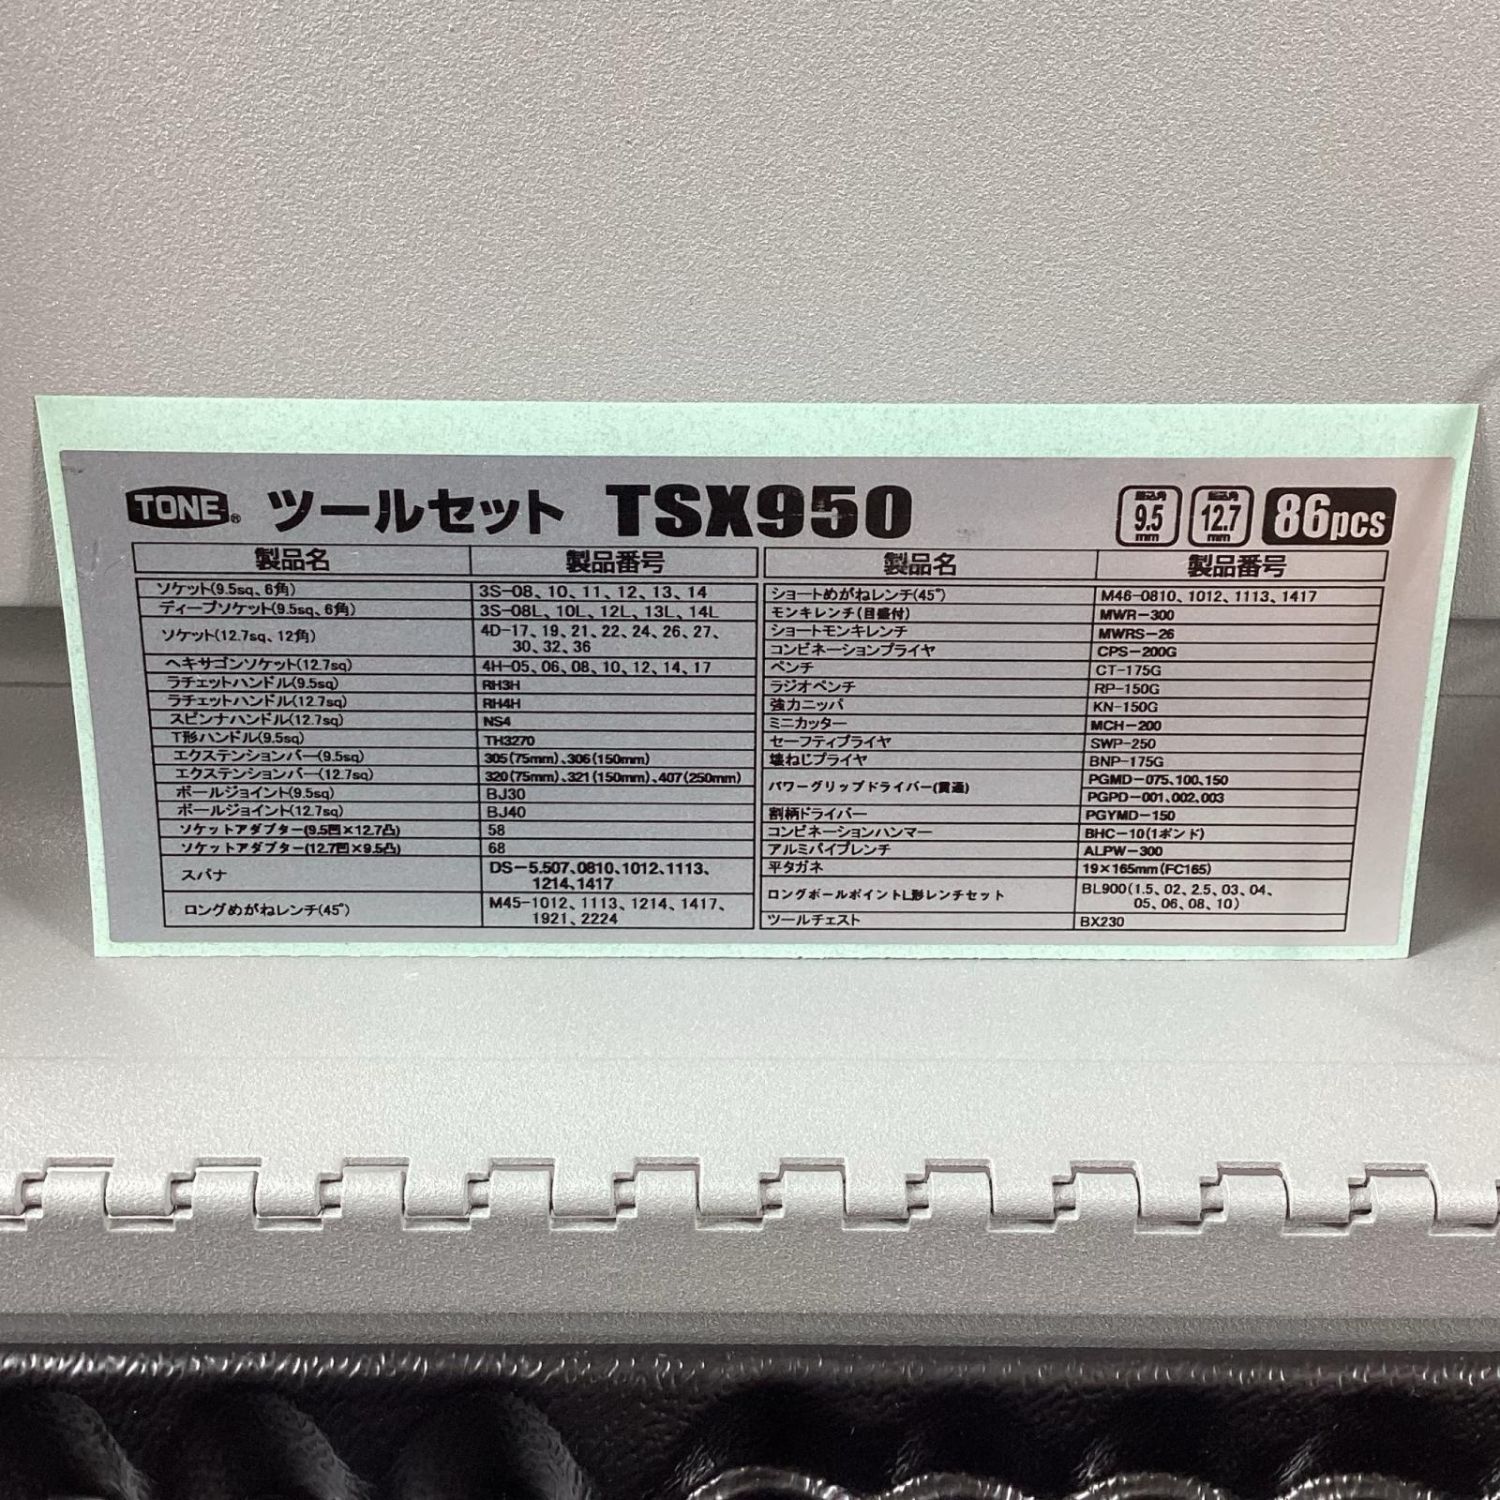 TONE® ツールセット TSX950 差込角 9.5 mm 差込角 12.7 mm 86pcs
製品名 製品番号
ソケット(9.5sq、6角) 3S-08、10、11、12、13、14
ディープソケット(9.5sq、6角) 3S-08L、10L、12L、13L、14L
ソケット(12.7sq、12角) 4D-17、19、21、22、24、26、27、
30、32、36
ヘキサゴンソケット(12.7sq) 4H-05、06、08、10、12、14、17
ラチェットハンドル(9.5sq) RH3H
ラチェットハンドル(12.7sq) RH4H
スピンナハンドル(12.7sq) NS4
T形ハンドル(9.5sq) TH3270
エクステンションバー(9.5sq) 305(75mm)、306(150mm)
エクステンションバー(12.7sq) 320(75mm)、321(150mm)、407(250mm)
ボールジョイント(9.5sq) BJ30
ボールジョイント(12.7sq) BJ40
ソケットアダプター(9.5凹×12.7凸) 58
ソケットアダプター(12.7凹×9.5凸) 68
スパナ DS-5.507、0810、1012、1113、
1214、1417
ロングめがねレンチ(45°) M45-1012、1113、1214、1417、
1921、2224
製品名 製品番号
ショートめがねレンチ(45°) M46-0810、1012、1113、1417
モンキレンチ(目盛付) MWR-300
ショートモンキレンチ MWRS-26
コンビネーションプライヤ CPS-200G
ペンチ CT-175G
ラジオペンチ RP-150G
強力ニッパ KN-150G
ミニカッター MCH-200
セーフティプライヤ SWP-250
壊ねじプライヤ BNP-175G
パワーグリップドライバー(貫通) PGMD-075、100、150
PGPD-001、002、003
割柄ドライバー PGYMD-150
コンビネーションハンマー BHC-10(1ポンド)
アルミパイプレンチ ALPW-300
平タガネ 19×165mm(FC165)
ロングボールポイントL形レンチセット BL900(1.5、02、2.5、03、04、
05、06、08、10)
ツールチェスト BX230